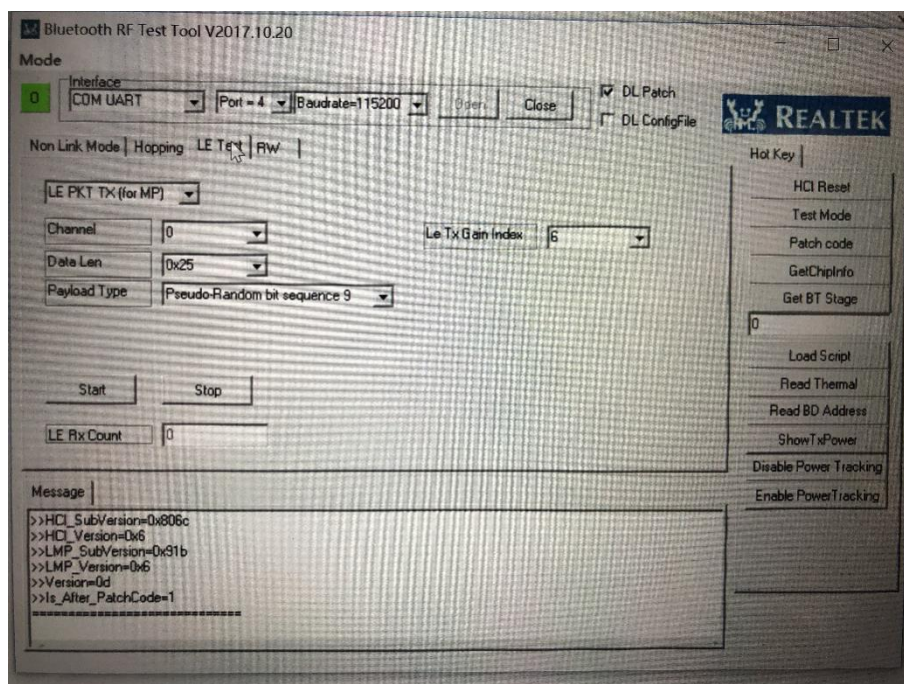 Bluetooth RF Test Tool V2017.10.20
Mode
Interface
0
COM UART
Port = 4
Baudrate=115200
Open
Close
DL Patch
DL ConfigFile
REALTEK
Non Link Mode
Hopping
LE Test
RW
Hot Key
LE PKT TX (for MP)
Channel
0
Le Tx Gain Index
6
Data Len
0x25
Payload Type
Pseudo-Random bit sequence 9
Start
Stop
LE Rx Count
0
HCI Reset
Test Mode
Patch code
GetChipInfo
Get BT Stage
0
Load Script
Read Thermal
Read BD Address
ShowTxPower
Disable Power Tracking
Enable PowerTracking
Message
>>HCI_SubVersion=0x806c
>>HCI_Version=0x6
>>LMP_SubVersion=0x91b
>>LMP_Version=0x6
>>Version=0d
>>Is_After_PatchCode=1
=============================